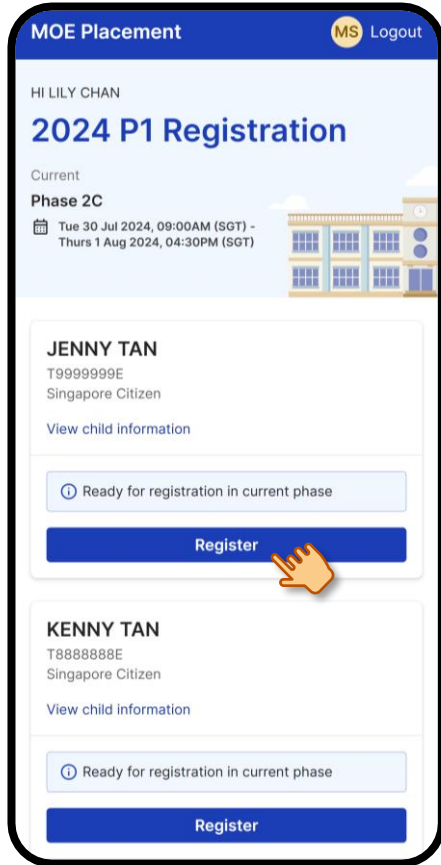 MOE Placement
MS Logout
HI LILY CHAN
2024 P1 Registration
Current
Phase 2C
Tue 30 Jul 2024, 09:00AM (SGT) -
Thurs 1 Aug 2024, 04:30PM (SGT)
JENNY TAN
T9999999E
Singapore Citizen
View child information
Ready for registration in current phase
Register
KENNY TAN
T8888888E
Singapore Citizen
View child information
Ready for registration in current phase
Register